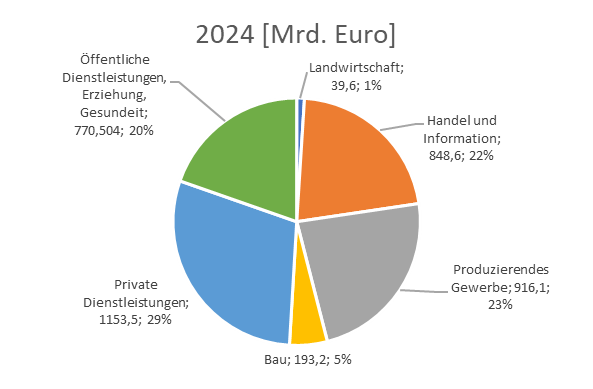 2024 [Mrd. Euro]
Öffentliche
Dienstleistungen,
Erziehung,
Gesundeit;
770,504; 20%
Landwirtschaft;
39,6; 1%
Handel und
Information;
848,6; 22%
Produzierendes
Gewerbe; 916,1;
23%
Private
Dienstleistungen;
1153,5; 29%
Bau; 193,2; 5%